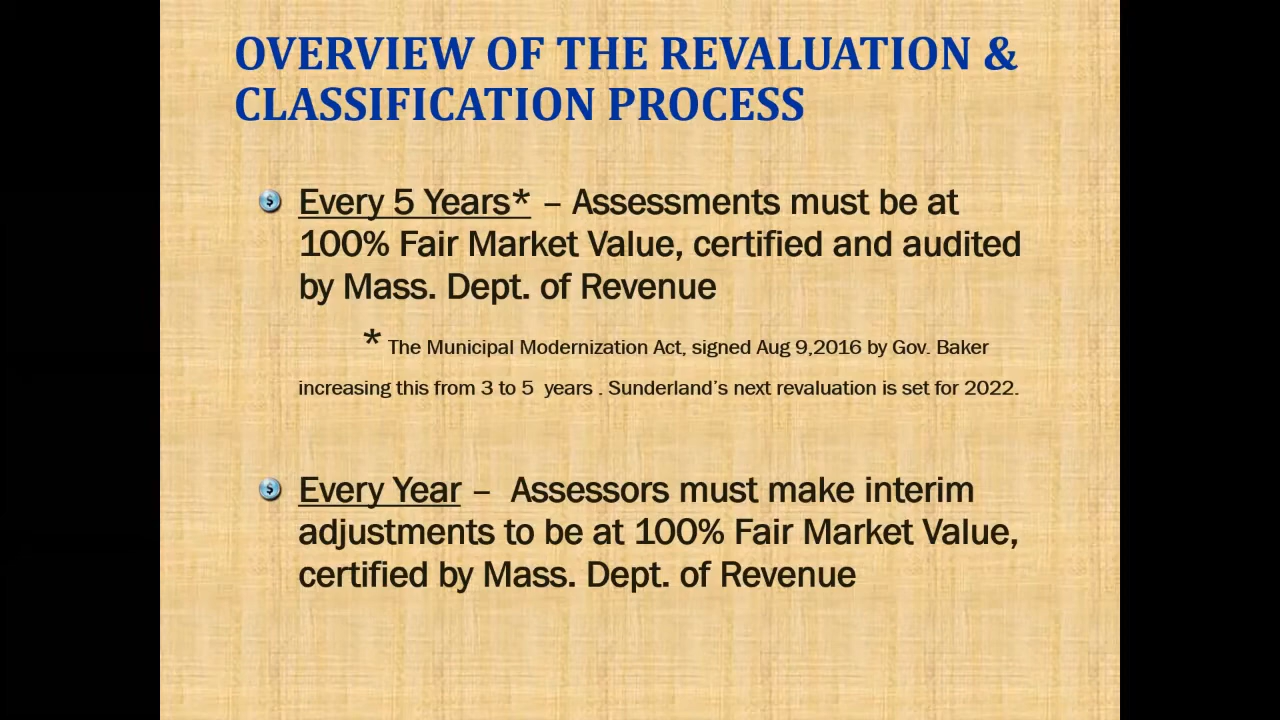 OVERVIEW OF THE REVALUATION &
CLASSIFICATION PROCESS
Every 5 Years* – Assessments must be at
100% Fair Market Value, certified and audited
by Mass. Dept. of Revenue
* The Municipal Modernization Act, signed Aug 9,2016 by Gov. Baker
increasing this from 3 to 5 years . Sunderland's next revaluation is set for 2022.
Every Year – Assessors must make interim
adjustments to be at 100% Fair Market Value,
certified by Mass. Dept. of Revenue